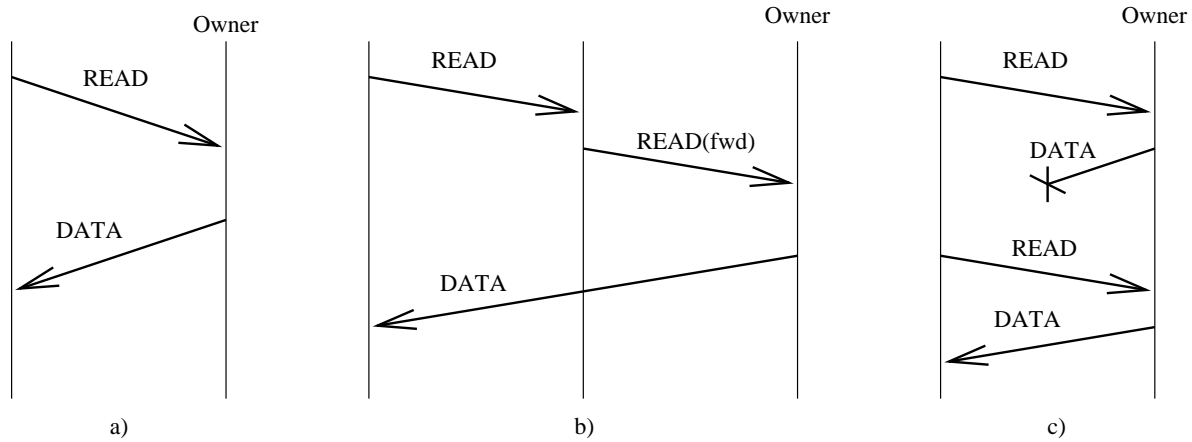 Owner
READ
DATA
a)
Owner
READ
READ(fwd)
DATA
b)
Owner
READ
DATA
READ
DATA
c)